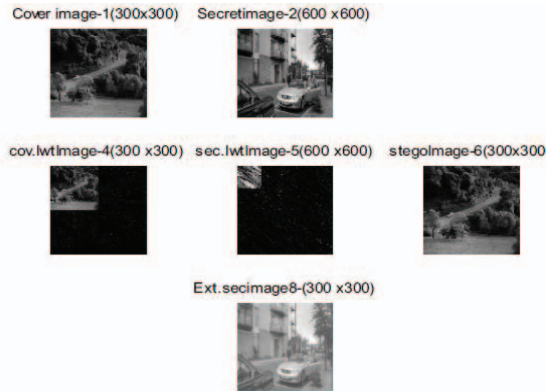 Cover image-1(300x300)
Secretimage-2(600 x600)
cov.lwtImage-4(300 x300)
sec.lwtImage-5(600 x600)
stegoImage-6(300x300
Ext.secimage8-(300 x300)